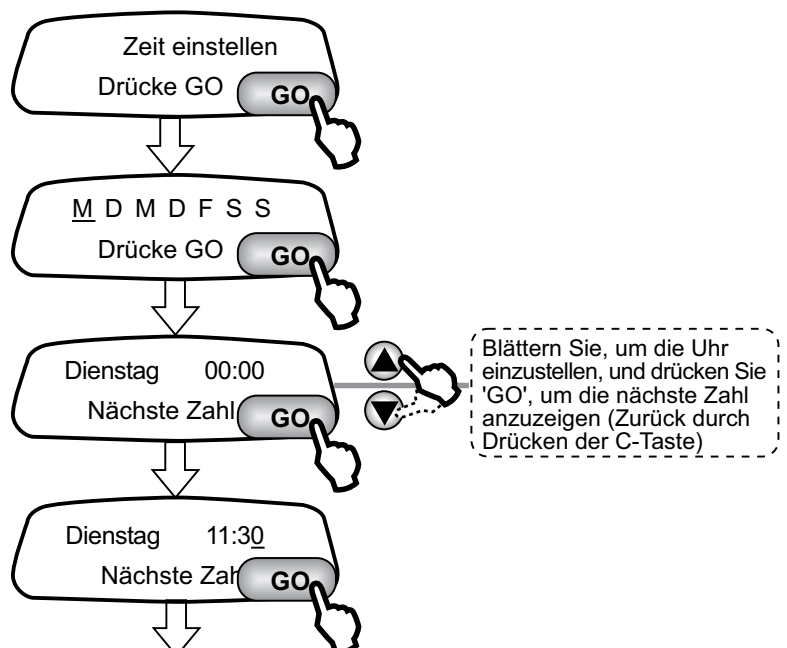 Zeit einstellen
Drücke GO
GO
M D M D F S S
Drücke GO
GO
Dienstag 00:00
Nächste Zahl
GO
Blättern Sie, um die Uhr
einzustellen, und drücken Sie
'GO', um die nächste Zahl
anzuzeigen (Zurück durch
Drücken der C-Taste)
Dienstag 11:30
Nächste Zah
GO